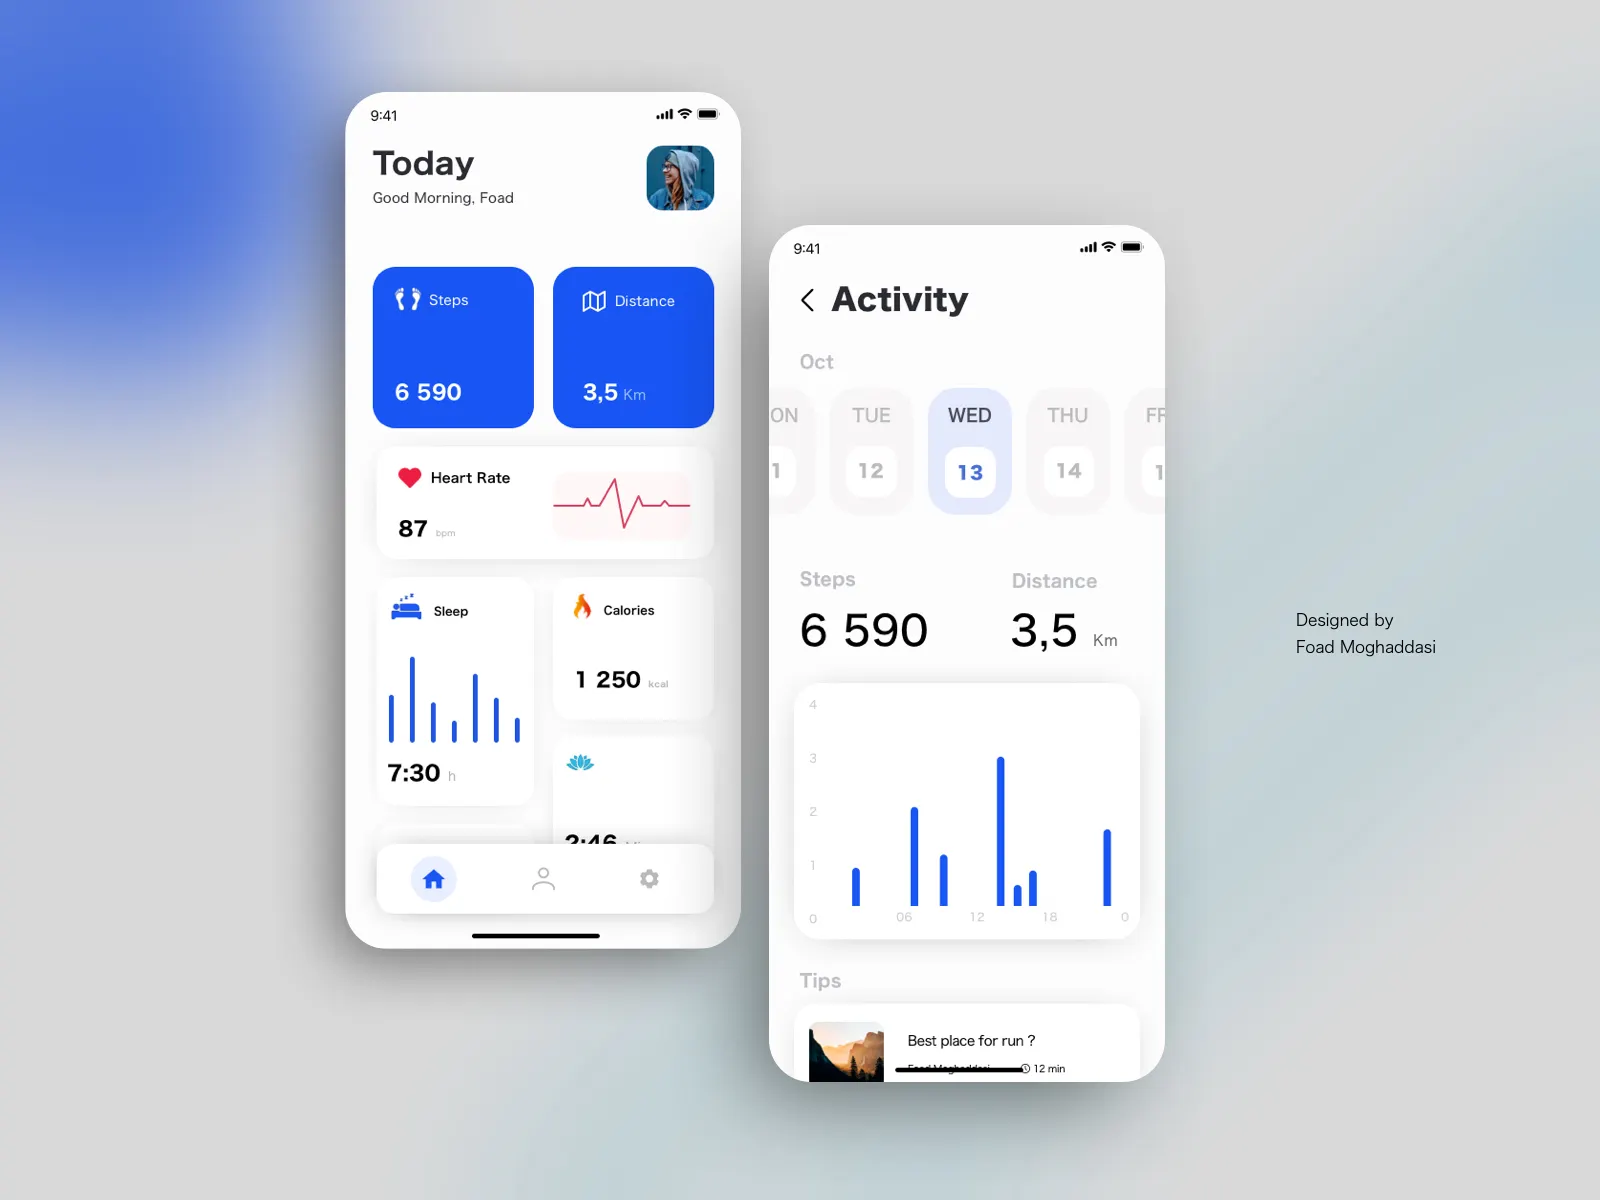 9:41
Today
Good Morning, Foad
Steps
6 590
Distance
3,5 Km
Heart Rate
87 bpm
Sleep
7:30 h
Calories
1 250 kcal
2:46
9:41
Activity
Oct
ON
TUE
WED
THU
FR
1
12
13
14
1
Steps
6 590
Distance
3,5 Km
4
3
2
1
0
06
12
18
0
Tips
Best place for run ?
Foad Moghaddasi
12 min
Designed by
Foad Moghaddasi